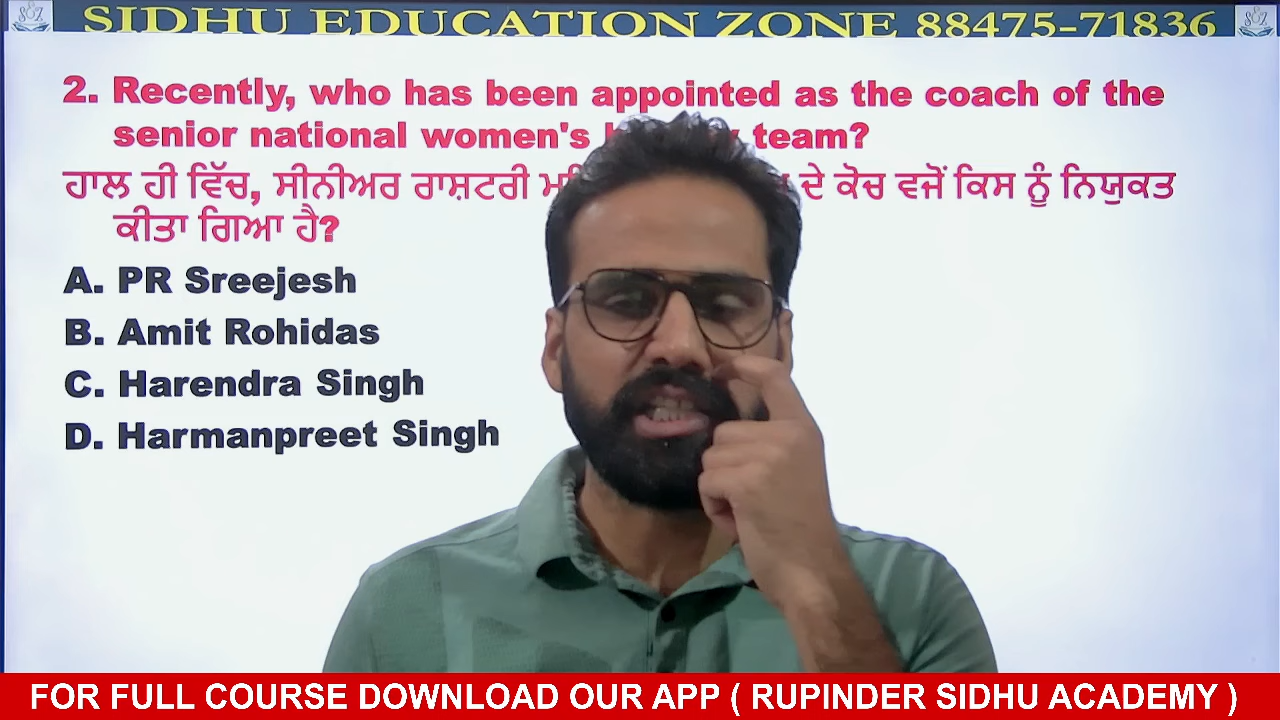 SIDHU EDUCATION ZONE 88475-71836
2. Recently, who has been appointed as the coach of the
senior national women's team?
ਹਾਲ ਹੀ ਵਿੱਚ, ਸੀਨੀਅਰ ਰਾਸ਼ਟਰੀ ਦੇ ਕੋਚ ਵਜੋਂ ਕਿਸ ਨੂੰ ਨਿਯੁਕਤ
ਕੀਤਾ ਗਿਆ ਹੈ?
A. PR Sreejesh
B. Amit Rohidas
C. Harendra Singh
D. Harmanpreet Singh
FOR FULL COURSE DOWNLOAD OUR APP ( RUPINDER SIDHU ACADEMY )